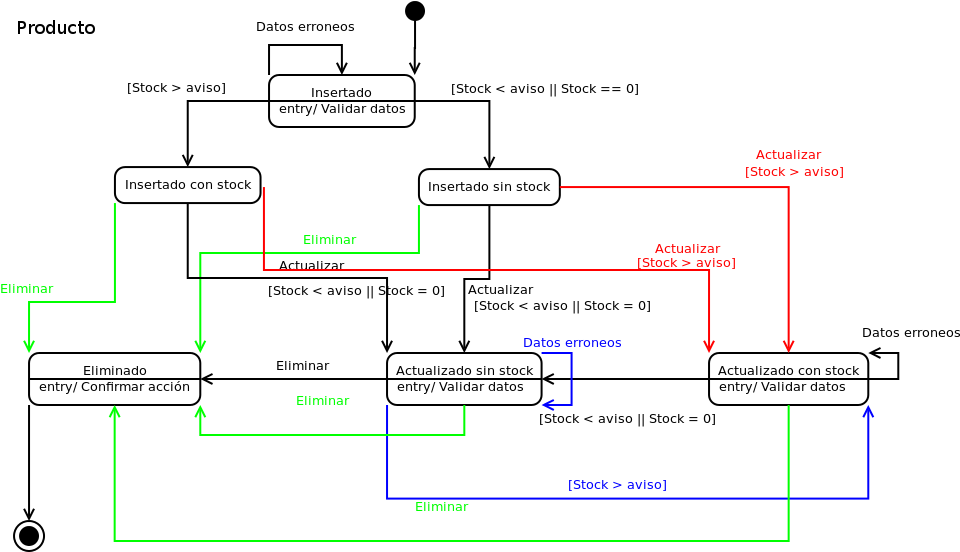 Producto
Datos erroneos
[Stock > aviso]
Insertado
entry/ Validar datos
[Stock < aviso || Stock == 0]
Insertado con stock
Insertado sin stock
Actualizar
[Stock > aviso]
Eliminar
Actualizar
[Stock > aviso]
Actualizar
[Stock < aviso || Stock = 0]
Eliminar
Actualizar
[Stock < aviso || Stock = 0]
Datos erroneos
Datos erroneos
Eliminado
entry/ Confirmar acción
Eliminar
Actualizado sin stock
entry/ Validar datos
Actualizado con stock
entry/ Validar datos
Eliminar
[Stock < aviso || Stock = 0]
[Stock > aviso]
Eliminar